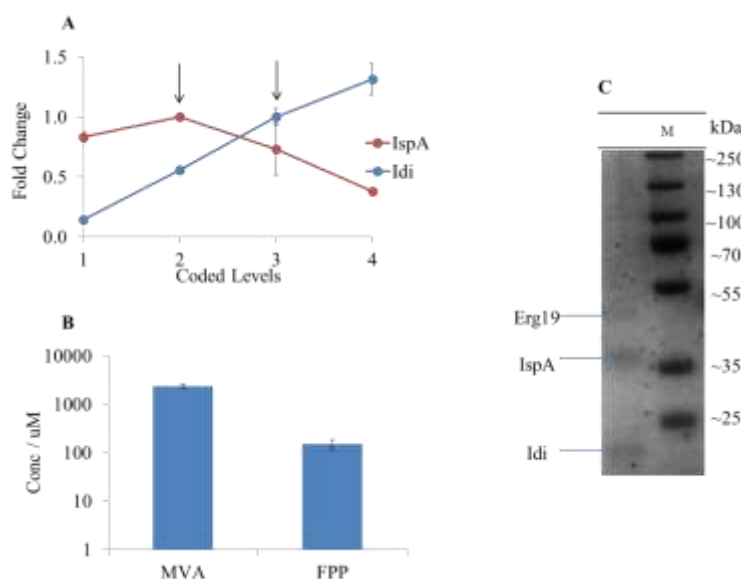 A
1.5
1.0
0.5
0.0
Fold Change
1 2 3 4
Coded Levels
IspA
Idi
B
10000
1000
100
10
1
Conc / uM
MVA FPP
C
M kDa
~250
~130
~100
~70
~55
~35
~25
Erg19
IspA
Idi